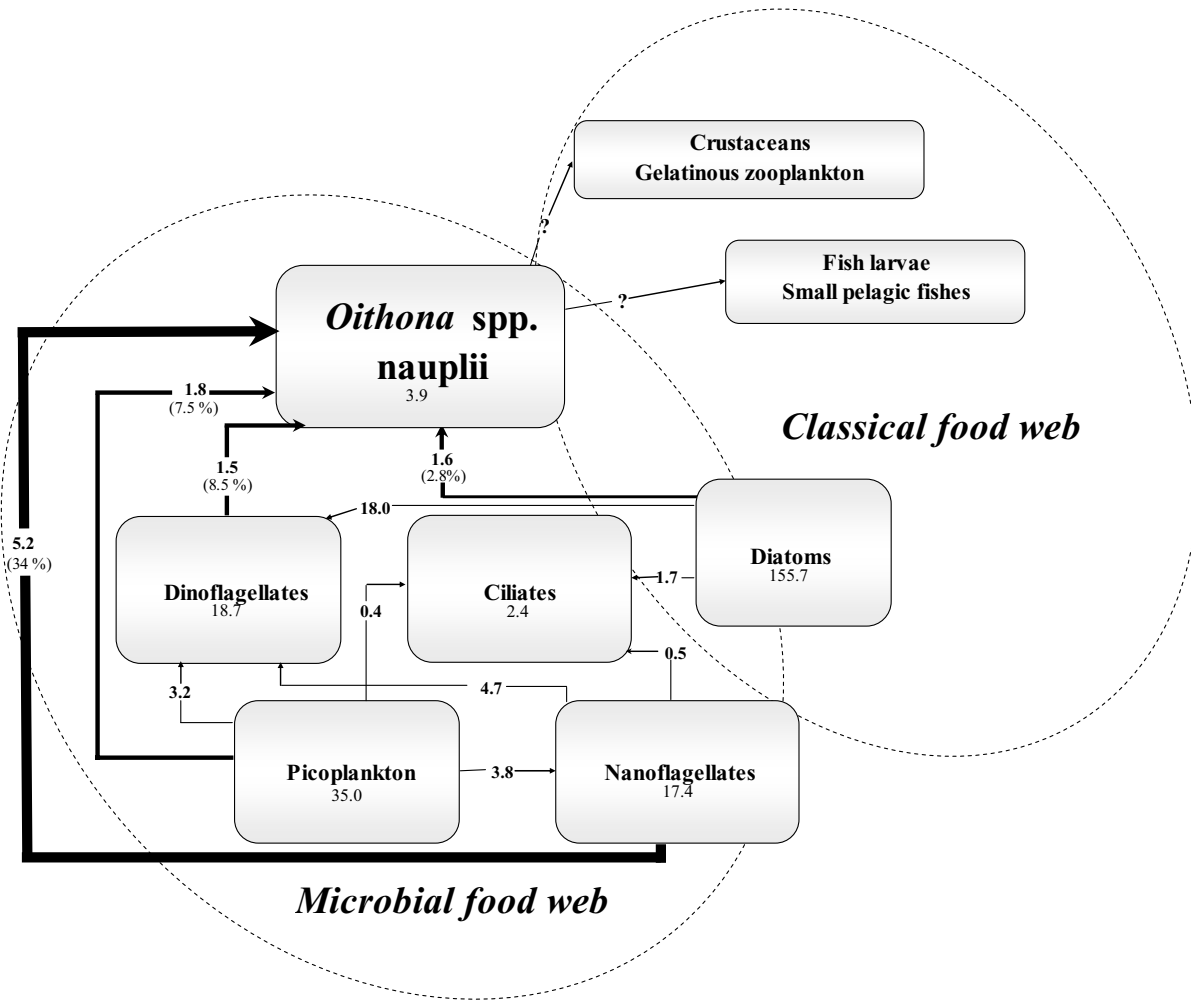 Crustaceans
Gelatinous zooplankton
?
Fish larvae
Small pelagic fishes
?
Oithona spp.
nauplii
3.9
1.8
(7.5 %)
Classical food web
1.5
(8.5 %)
1.6
(2.8%)
18.0
5.2
(34 %)
Dinoflagellates
18.7
0.4
Ciliates
2.4
1.7
Diatoms
155.7
0.5
3.2
4.7
Picoplankton
35.0
3.8
Nanoflagellates
17.4
Microbial food web